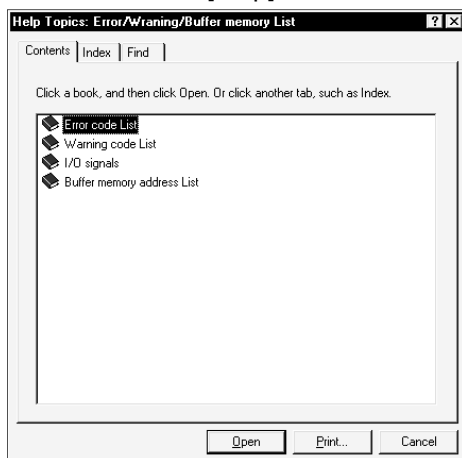 Help Topics: Error/Wraning/Buffer memory List
Contents Index Find
Click a book, and then click Open. Or click another tab, such as Index.
Error code List
Warning code List
I/O signals
Buffer memory address List
Open Print... Cancel